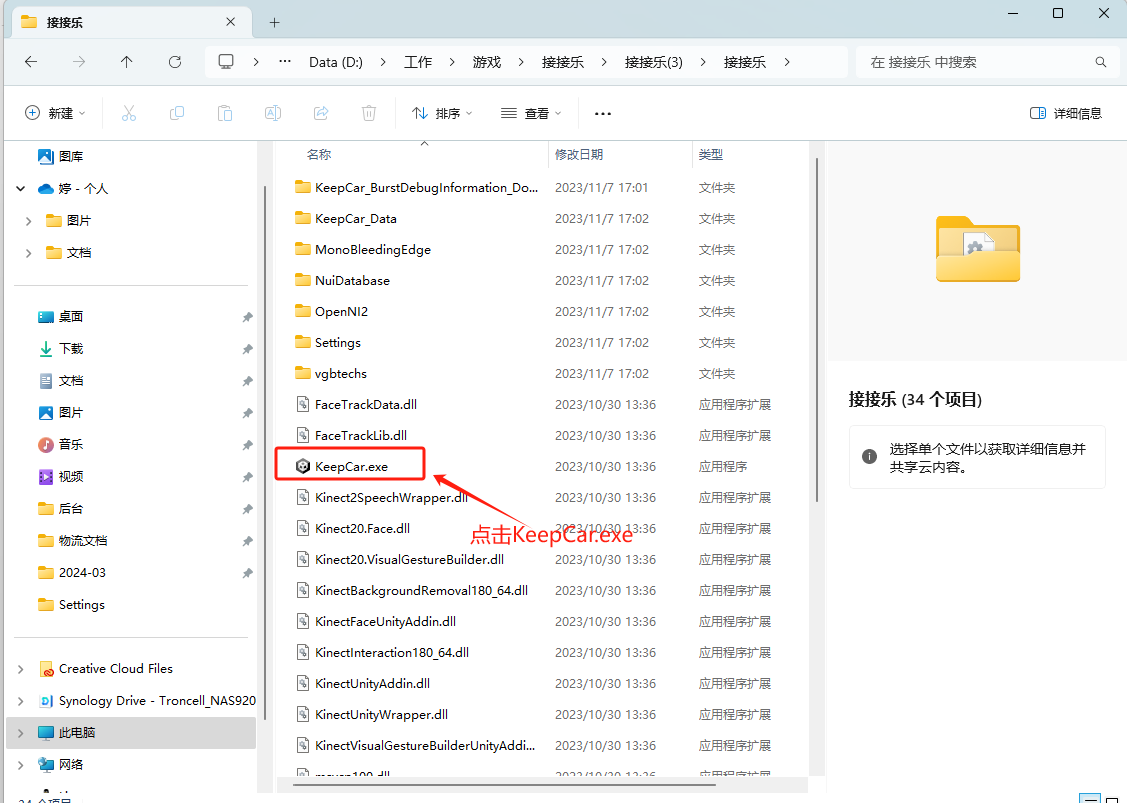 接接乐
Data (D:)
工作
游戏
接接乐
接接乐(3)
接接乐
在 接接乐 中搜索
新建
排序
查看
详细信息
图库
婷 - 个人
图片
文档
桌面
下载
文档
图片
音乐
视频
后台
物流文档
2024-03
Settings
Creative Cloud Files
Synology Drive - Troncell_NAS920
此电脑
网络
名称 修改日期 类型
KeepCar_BurstDebugInformation_Do... 2023/11/7 17:01 文件夹
KeepCar_Data 2023/11/7 17:02 文件夹
MonoBleedingEdge 2023/11/7 17:02 文件夹
NuiDatabase 2023/11/7 17:02 文件夹
OpenNI2 2023/11/7 17:02 文件夹
Settings 2023/11/7 17:02 文件夹
vgbtechs 2023/11/7 17:02 文件夹
FaceTrackData.dll 2023/10/30 13:36 应用程序扩展
FaceTrackLib.dll 2023/10/30 13:36 应用程序扩展
KeepCar.exe 2023/10/30 13:36 应用程序
Kinect2SpeechWrapper.dll 2023/10/30 13:36 应用程序扩展
Kinect20.Face.dll 2023/10/30 13:36 应用程序扩展
点击KeepCar.exe
Kinect20.VisualGestureBuilder.dll 2023/10/30 13:36 应用程序扩展
KinectBackgroundRemoval180_64.dll 2023/10/30 13:36 应用程序扩展
KinectFaceUnityAddin.dll 2023/10/30 13:36 应用程序扩展
KinectInteraction180_64.dll 2023/10/30 13:36 应用程序扩展
KinectUnityAddin.dll 2023/10/30 13:36 应用程序扩展
KinectUnityWrapper.dll 2023/10/30 13:36 应用程序扩展
KinectVisualGestureBuilderUnityAddi... 2023/10/30 13:36 应用程序扩展
接接乐 (34 个项目)
选择单个文件以获取详细信息并
共享云内容。